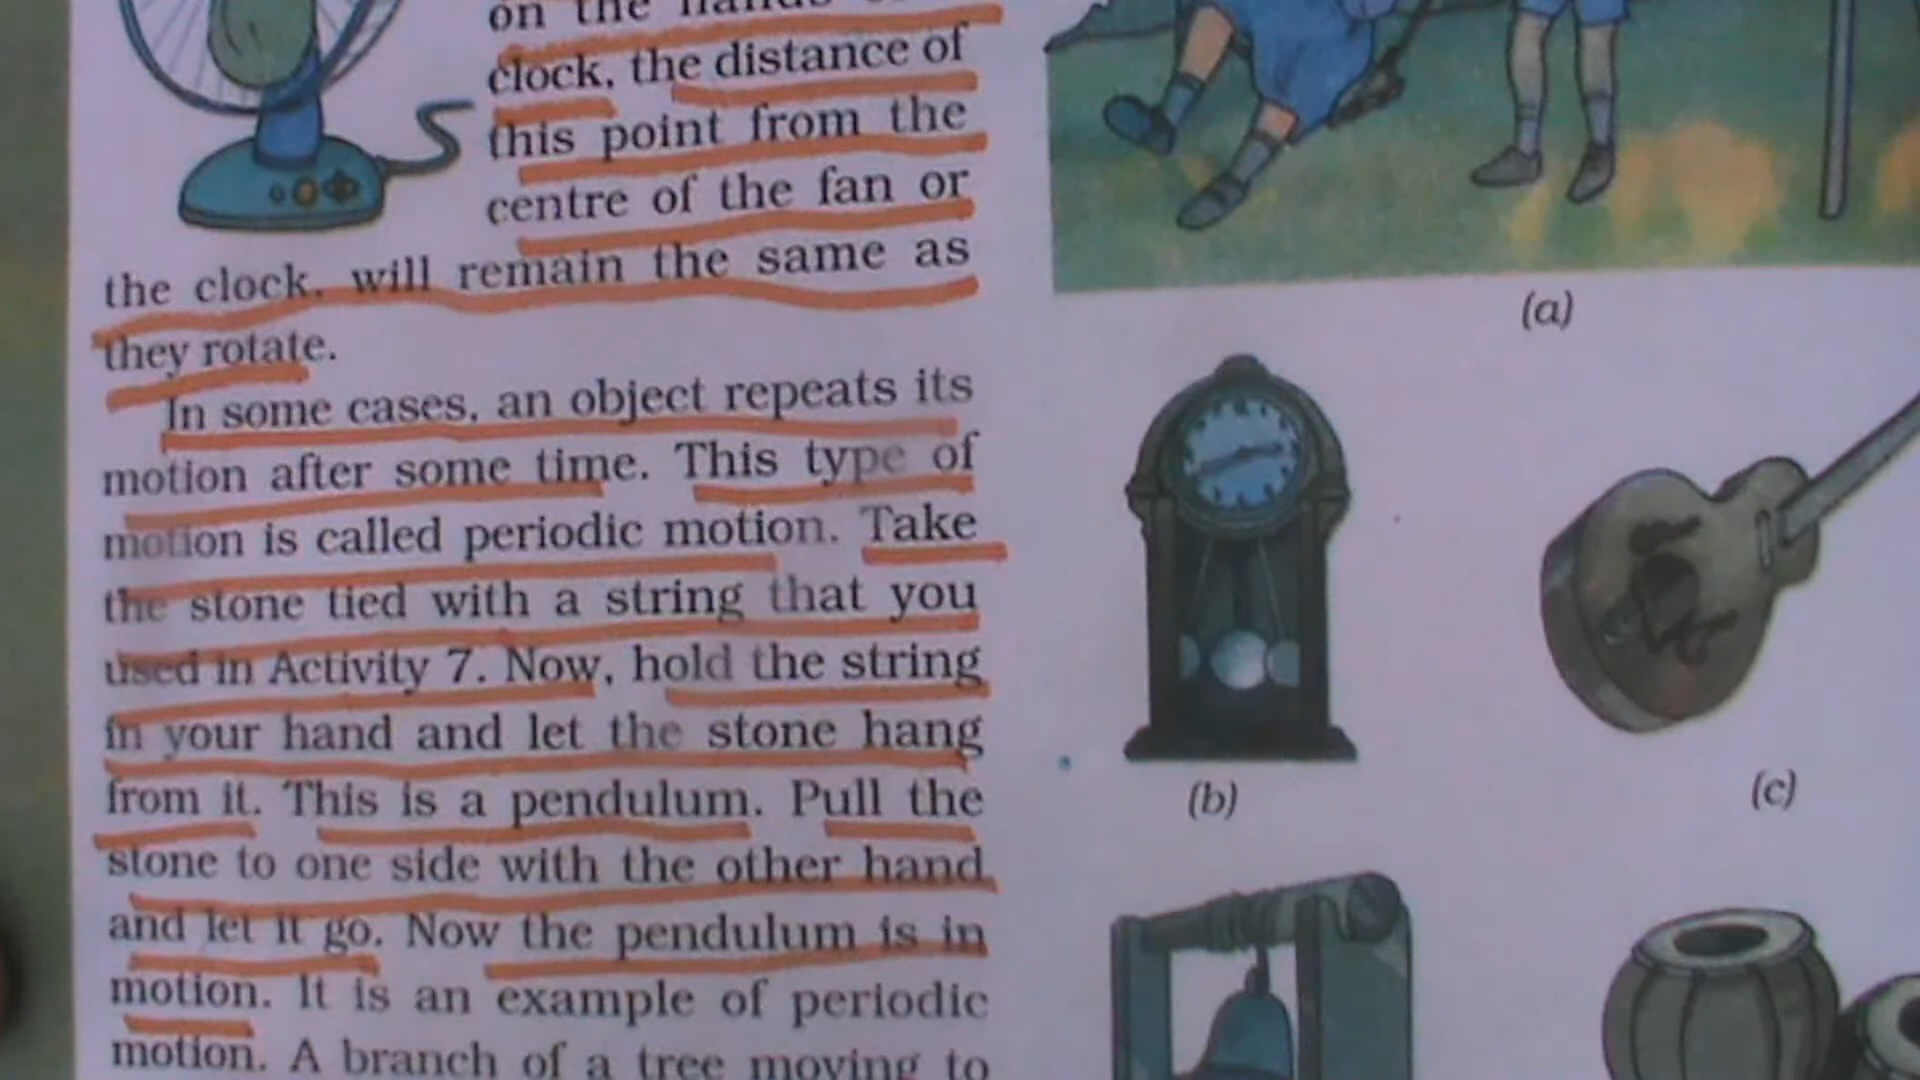 on the hands
clock, the distance of
this point from the
centre of the fan or
the clock, will remain the same as
they rotate.
In some cases, an object repeats its
motion after some time. This type of
motion is called periodic motion. Take
the stone tied with a string that you
used in Activity 7. Now, hold the string
in your hand and let the stone hang
from it. This is a pendulum. Pull the
stone to one side with the other hand
and let it go. Now the pendulum is in
motion. It is an example of periodic
motion. A branch of a tree moving to
(a)
(b)
(c)